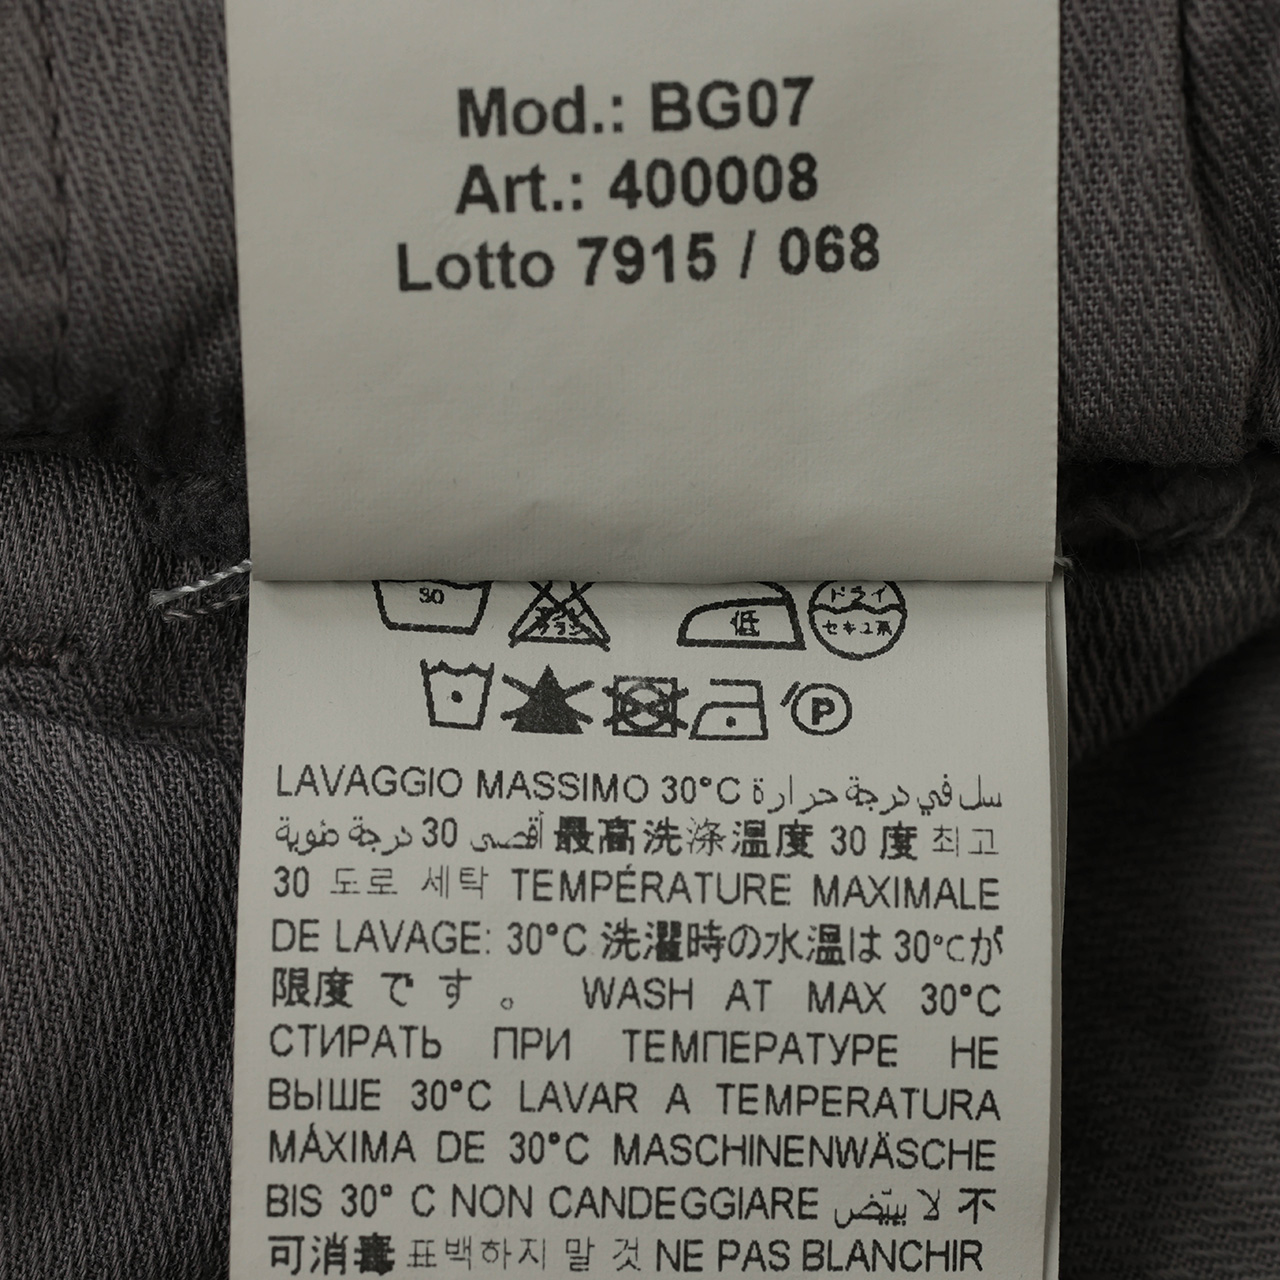 Mod.: BG07
Art.: 400008
Lotto 7915 / 068
30
低
ドライ
セキユ系
P
LAVAGGIO MASSIMO 30°C سل في درجة حرارة
أقصى 30 درجة مئوية 最高洗涤温度 30 度 최고
30 도로 세탁 TEMPÉRATURE MAXIMALE
DE LAVAGE: 30°C 洗濯時の水温は 30℃が
限度です。 WASH AT MAX 30°C
СТИРАТЬ ПРИ ТЕМПЕРАТУРЕ НЕ
ВЫШЕ 30°C LAVAR A TEMPERATURA
MÁXIMA DE 30°C MASCHINENWÄSCHE
BIS 30° C NON CANDEGGIARE لا يبيّض 不
可消毒 표백하지 말 것 NE PAS BLANCHIR